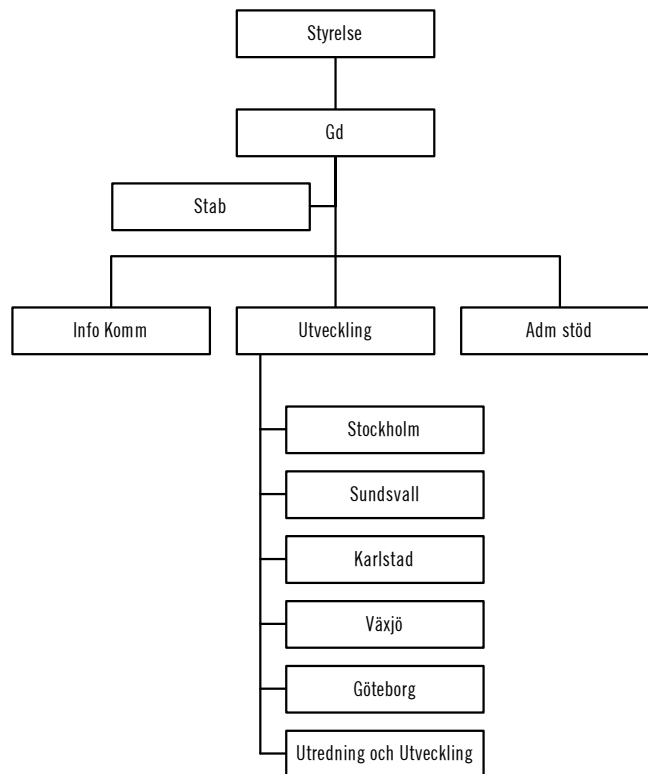 Styrelse
Gd
Stab
Info Komm
Utveckling
Adm stöd
Stockholm
Sundsvall
Karlstad
Växjö
Göteborg
Utredning och Utveckling